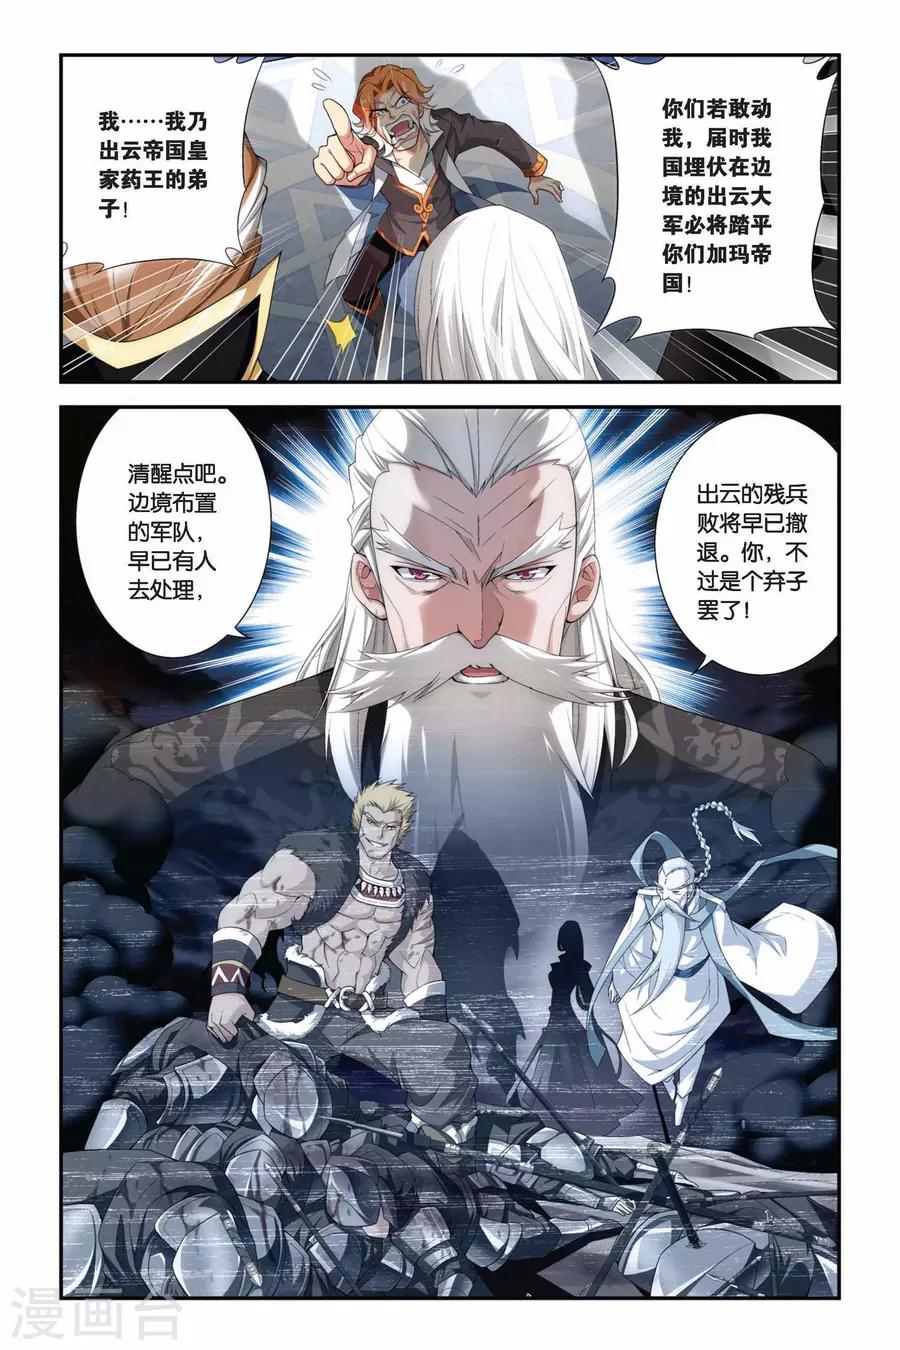 我……我乃
出云帝国皇
家药王的弟
子！
你们若敢动
我，届时我
国埋伏在边
境的出云大
军必将踏平
你们加玛帝
国！
清醒点吧。
边境布置
的军队，
早已有人
去处理，
出云的残兵
败将早已撤
退。你，不
过是个弃子
罢了！
漫画台